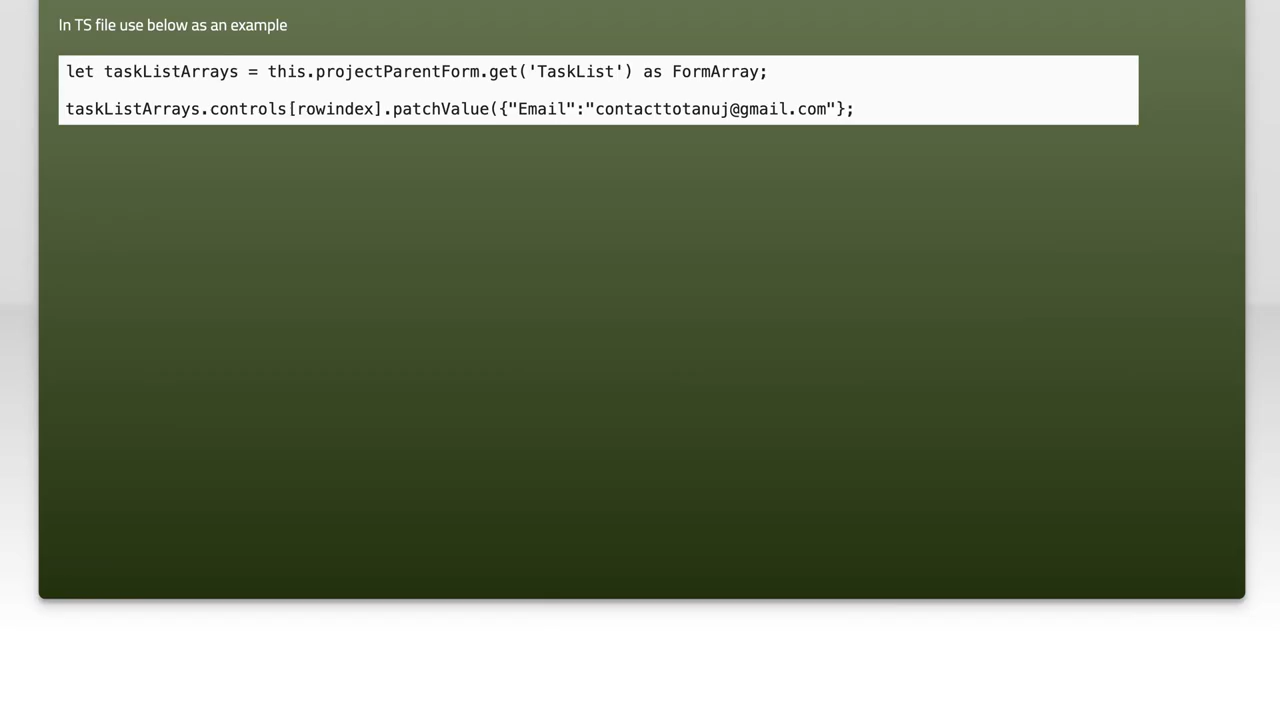 In TS file use below as an example
let taskListArrays = this.projectParentForm.get('TaskList') as FormArray;
taskListArrays.controls[rowindex].patchValue({"Email":"contacttotanuj@gmail.com"};